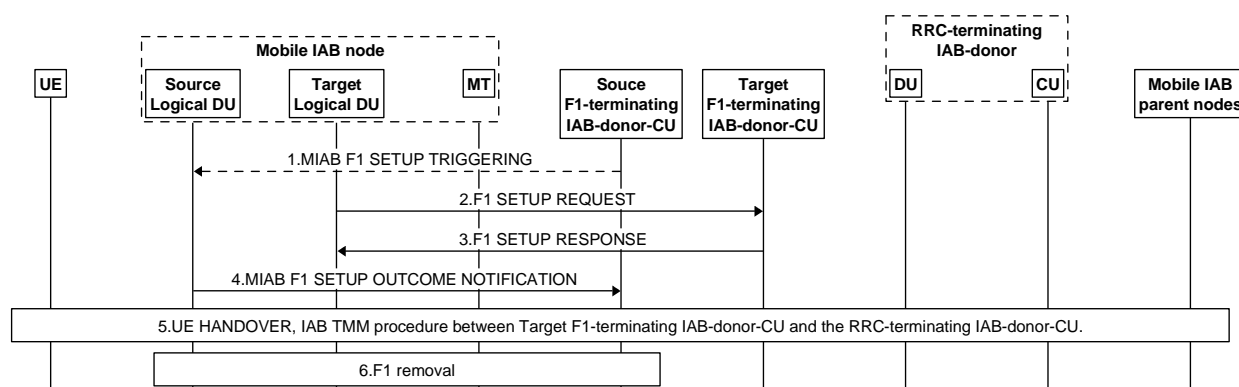 Mobile IAB node
RRC-terminating
IAB-donor
UE
Source
Logical DU
Target
Logical DU
MT
Souce
F1-terminating
IAB-donor-CU
Target
F1-terminating
IAB-donor-CU
DU
CU
Mobile IAB
parent nodes
1.MIAB F1 SETUP TRIGGERING
2.F1 SETUP REQUEST
3.F1 SETUP RESPONSE
4.MIAB F1 SETUP OUTCOME NOTIFICATION
5.UE HANDOVER, IAB TMM procedure between Target F1-terminating IAB-donor-CU and the RRC-terminating IAB-donor-CU.
6.F1 removal